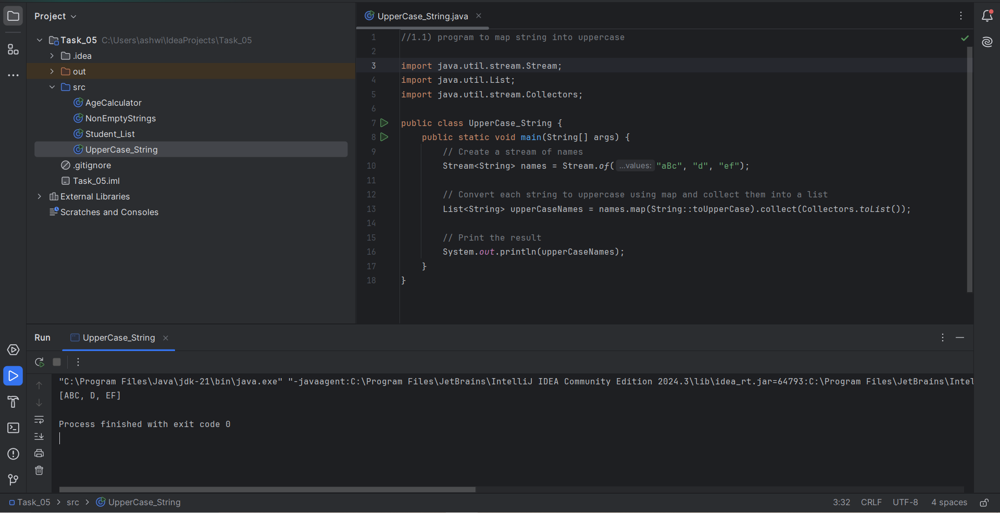 Project
Task_05 C:\Users\ashwi\IdeaProjects\Task_05
.idea
out
src
AgeCalculator
NonEmptyStrings
Student_List
UpperCase_String
.gitignore
Task_05.iml
External Libraries
Scratches and Consoles
UpperCase_String.java
1 //1.1) program to map string into uppercase
2
3 import java.util.stream.Stream;
4 import java.util.List;
5 import java.util.stream.Collectors;
6
7 public class UpperCase_String {
8 public static void main(String[] args) {
9 // Create a stream of names
10 Stream<String> names = Stream.of( ...values: "aBc", "d", "ef");
11
12 // Convert each string to uppercase using map and collect them into a list
13 List<String> upperCaseNames = names.map(String::toUpperCase).collect(Collectors.toList());
14
15 // Print the result
16 System.out.println(upperCaseNames);
17 }
18 }
Run UpperCase_String
"C:\Program Files\Java\jdk-21\bin\java.exe" "-javaagent:C:\Program Files\JetBrains\IntelliJ IDEA Community Edition 2024.3\lib\idea_rt.jar=64793:C:\Program Files\JetBrains\Intel
[ABC, D, EF]
Process finished with exit code 0
Task_05 > src > UpperCase_String
3:32 CRLF UTF-8 4 spaces